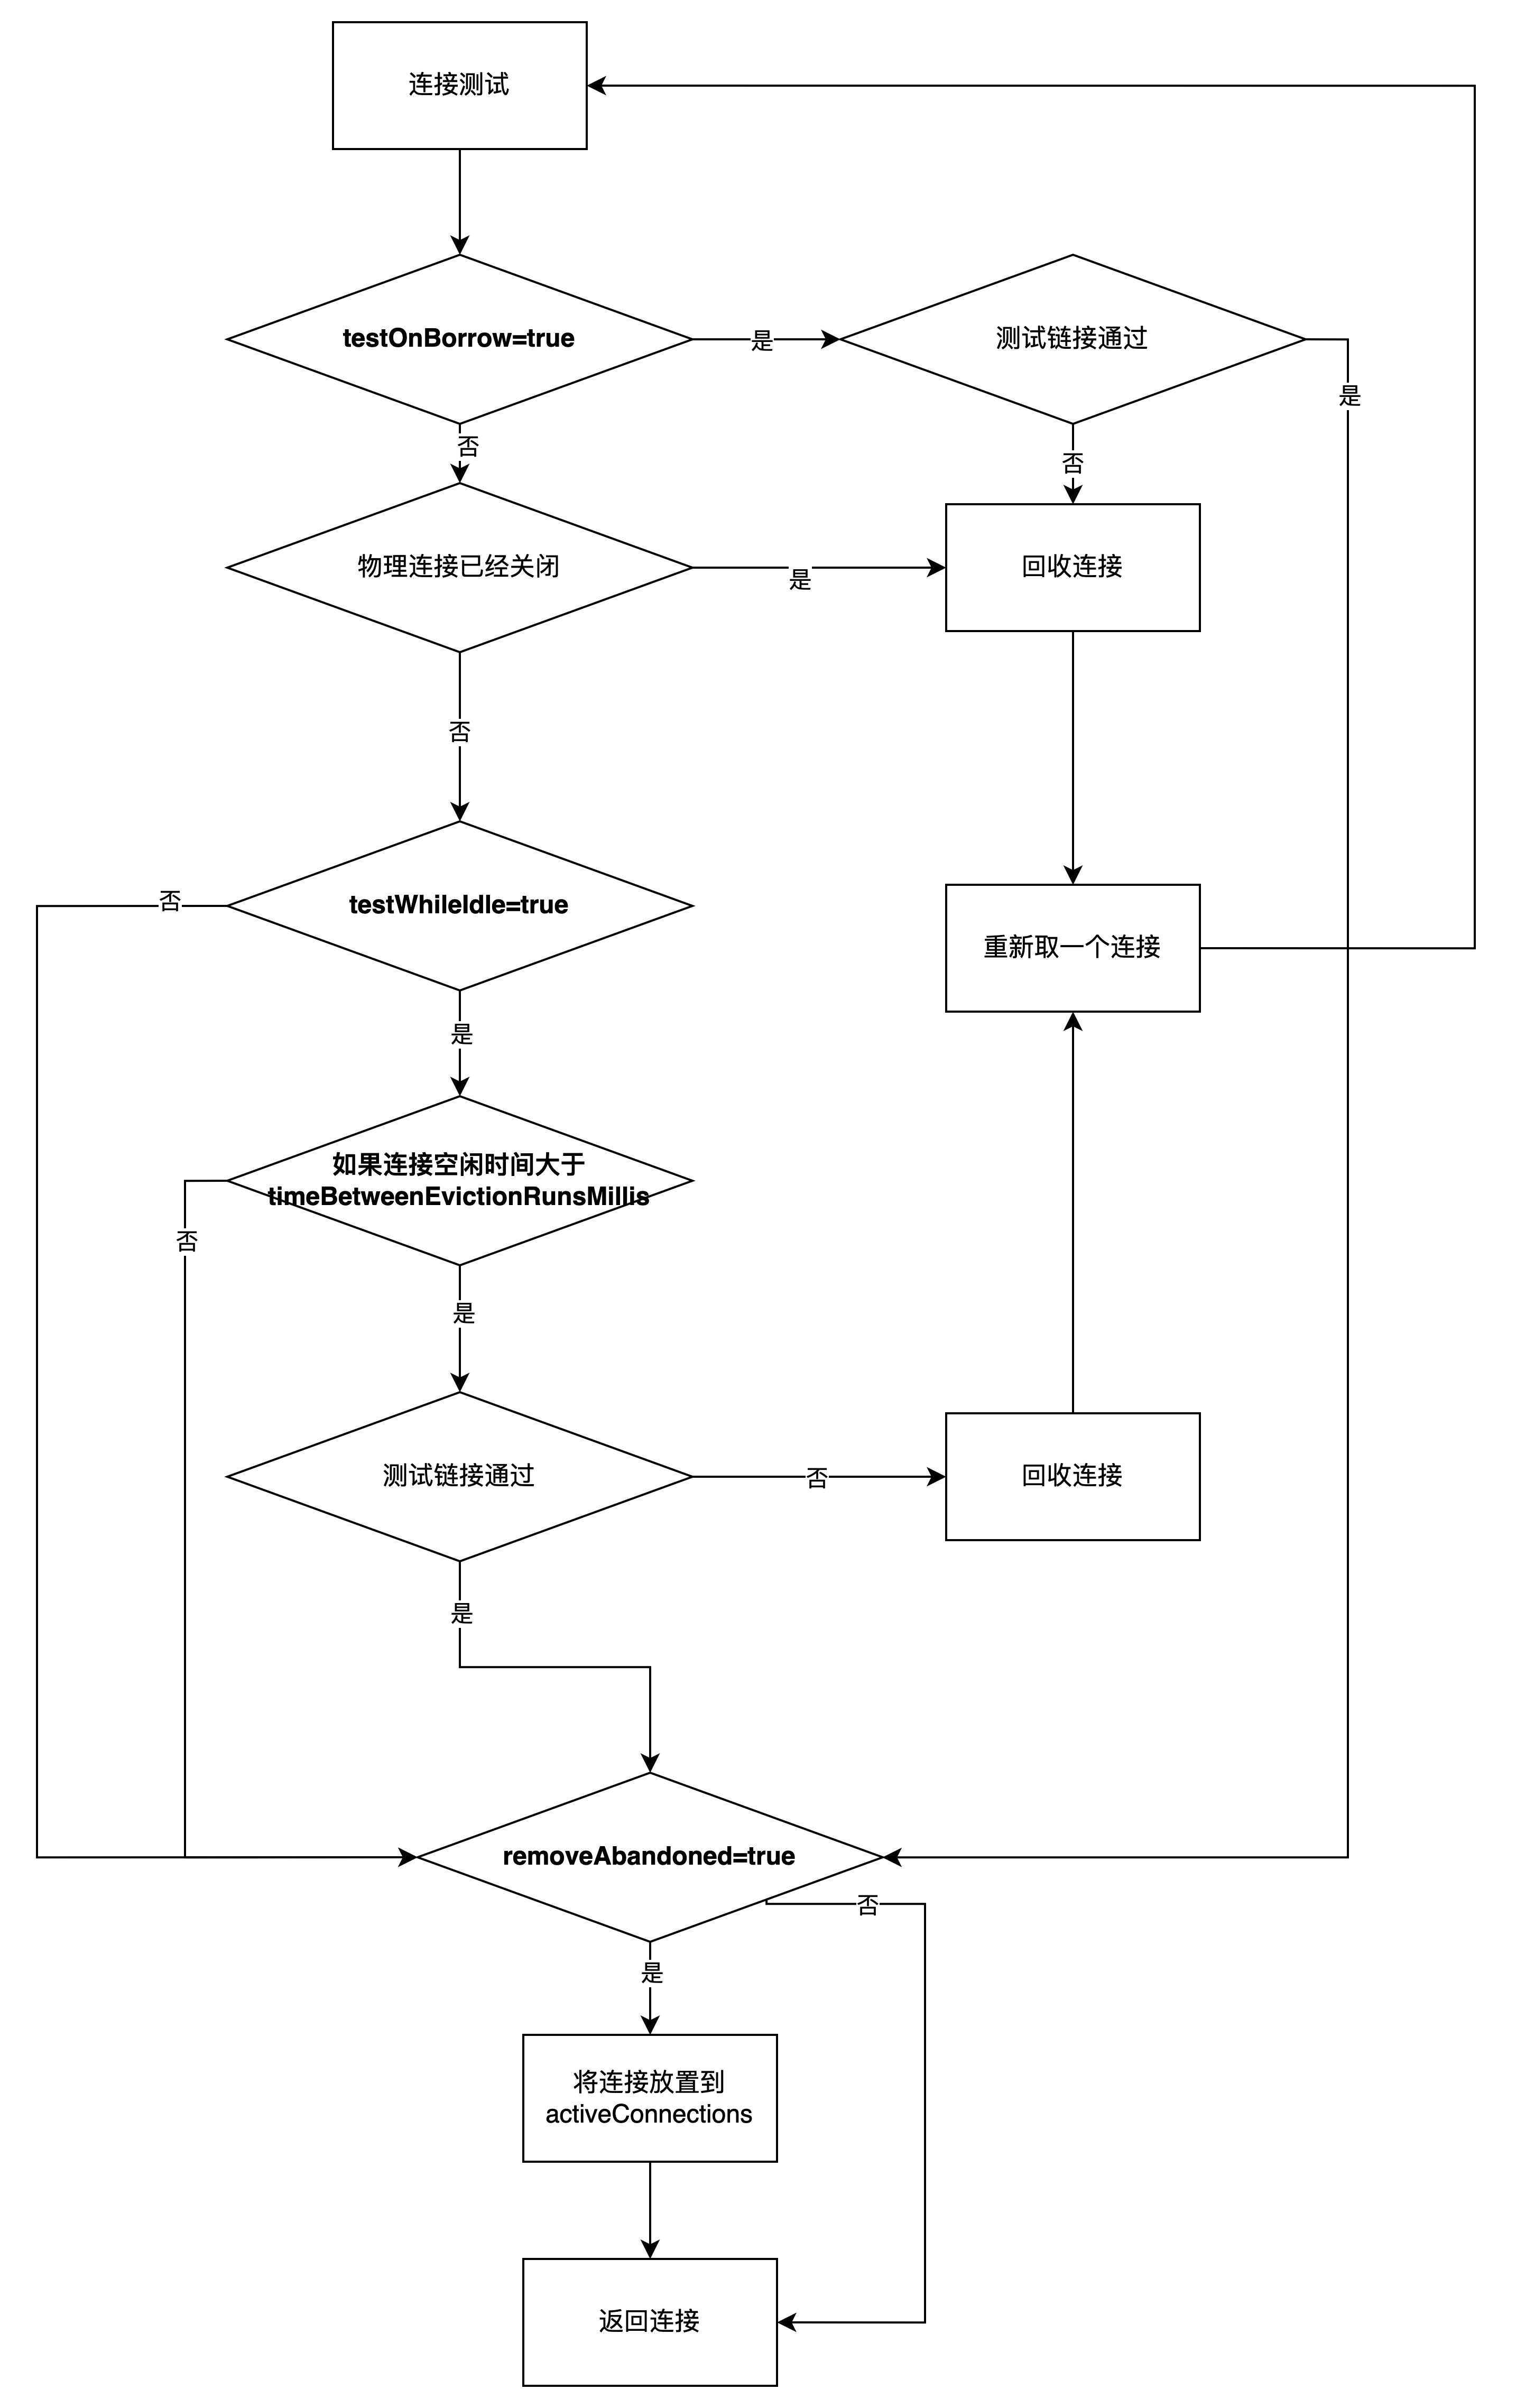 连接测试
testOnBorrow=true
是
测试链接通过
是
否
否
物理连接已经关闭
是
回收连接
否
testWhileIdle=true
否
重新取一个连接
是
如果连接空闲时间大于
timeBetweenEvictionRunsMillis
否
是
测试链接通过
否
回收连接
是
removeAbandoned=true
否
是
将连接放置到
activeConnections
返回连接